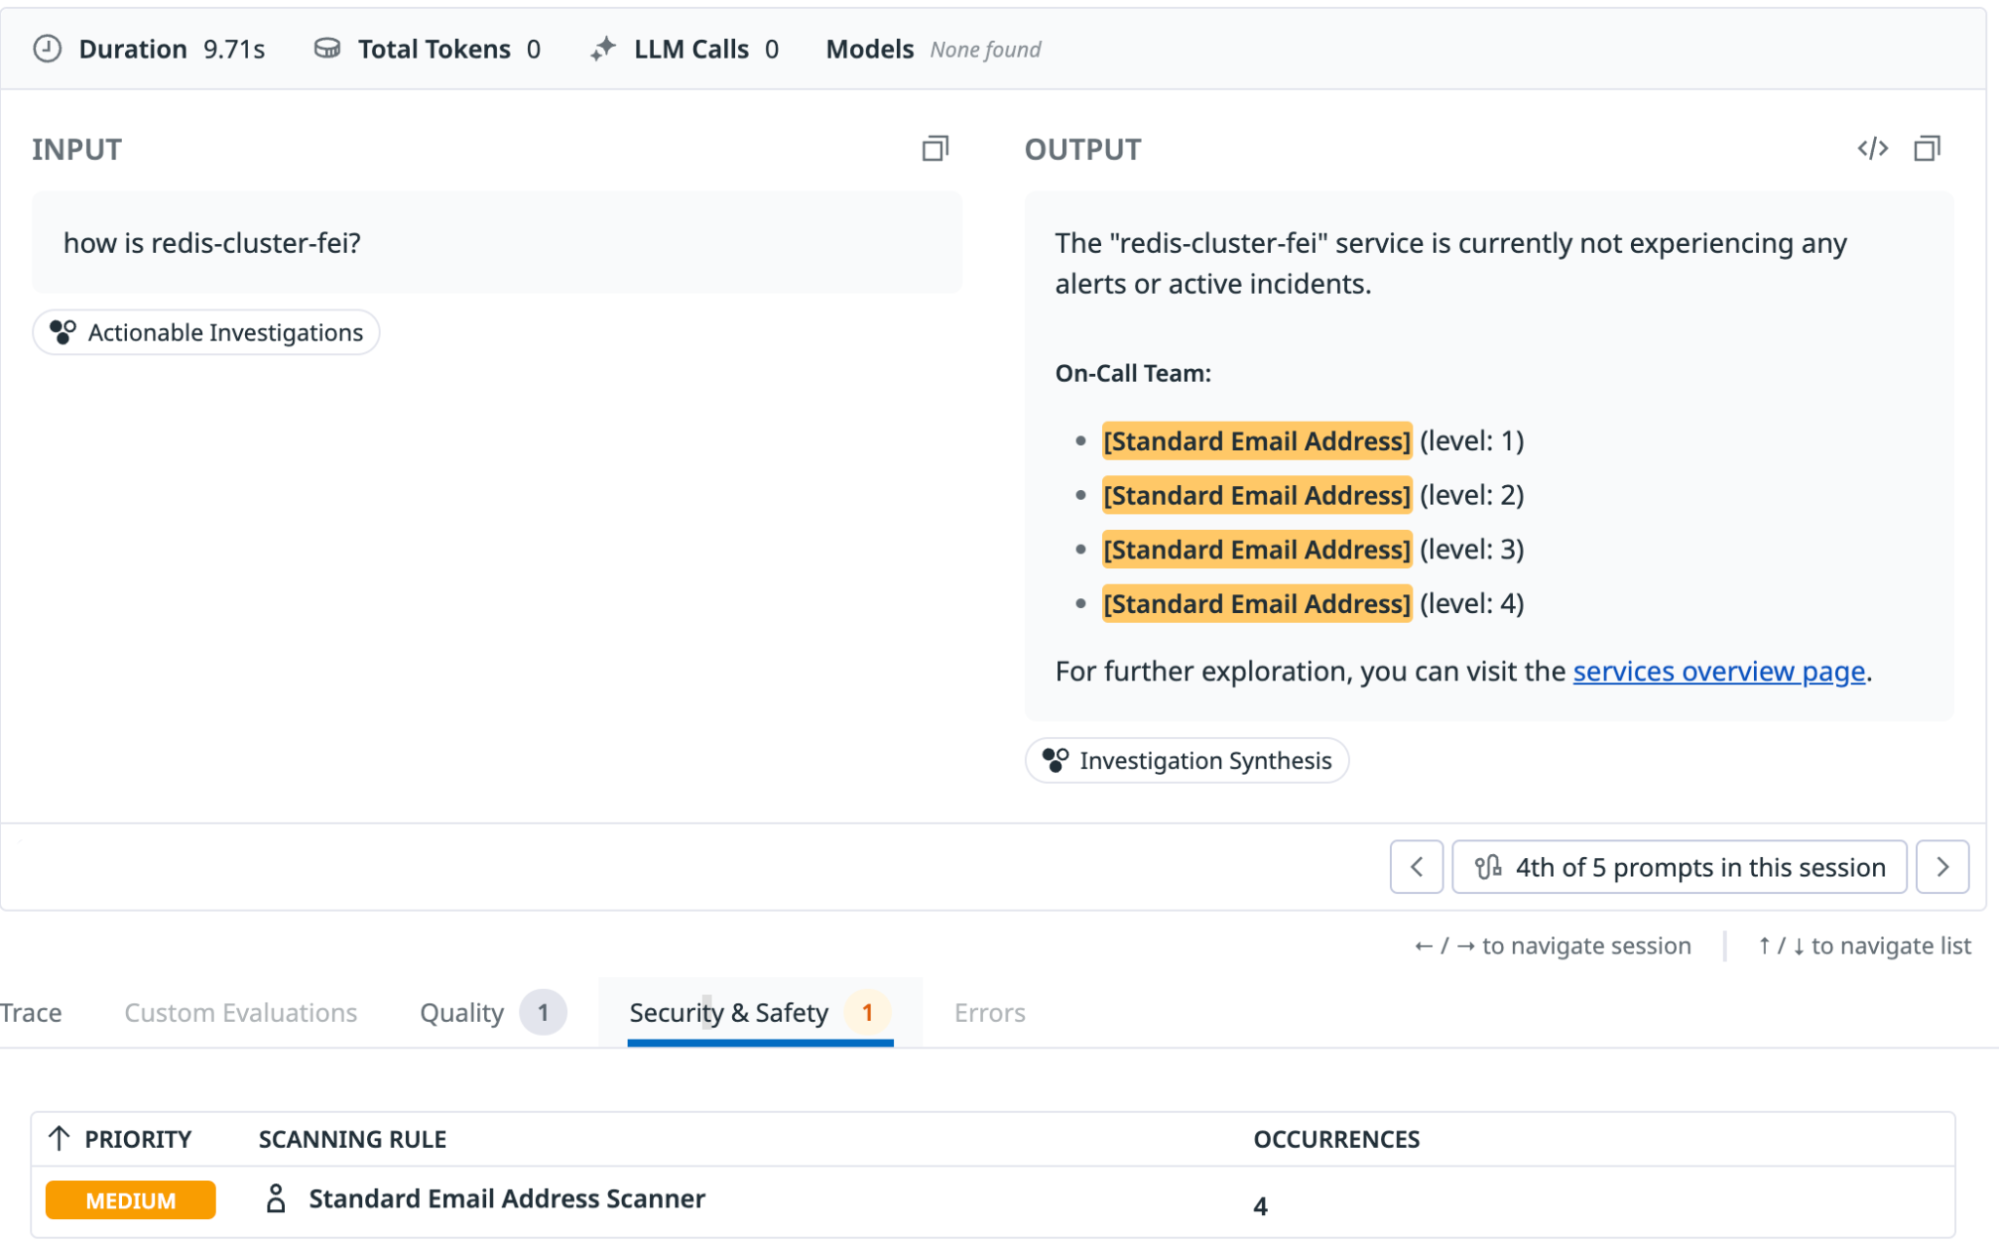 Duration 9.71s Total Tokens 0 LLM Calls 0 Models None found
INPUT
how is redis-cluster-fei?
Actionable Investigations
OUTPUT
The "redis-cluster-fei" service is currently not experiencing any
alerts or active incidents.
On-Call Team:
• [Standard Email Address] (level: 1)
• [Standard Email Address] (level: 2)
• [Standard Email Address] (level: 3)
• [Standard Email Address] (level: 4)
For further exploration, you can visit the services overview page.
Investigation Synthesis
4th of 5 prompts in this session
← / → to navigate session ↑ / ↓ to navigate list
Trace Custom Evaluations Quality 1 Security & Safety 1 Errors
↑ PRIORITY SCANNING RULE OCCURRENCES
MEDIUM Standard Email Address Scanner 4